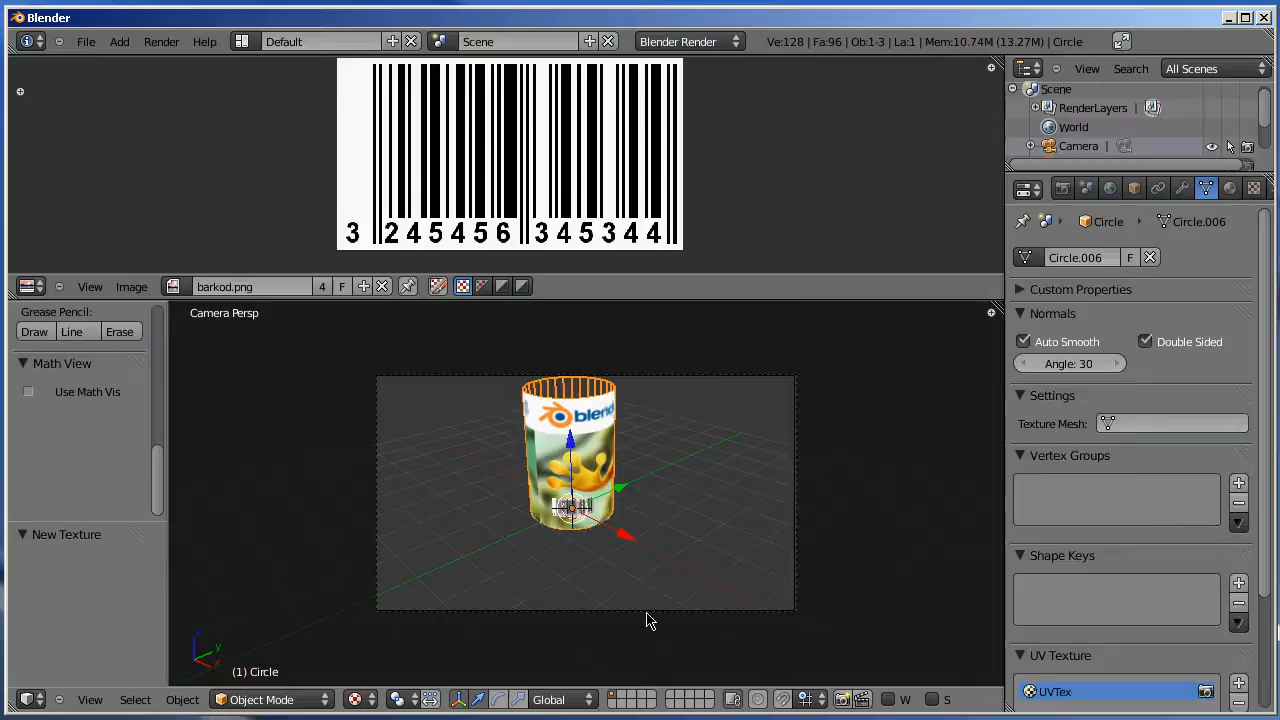 Blender
File Add Render Help Default Scene Blender Render Ve:128 | Fa:96 | Ob:1-3 | La:1 | Mem:10.74M (13.27M) | Circle
View Search All Scenes
Scene
RenderLayers |
World
Camera |
3 245456 345344
Circle Circle.006
Circle.006 F
View Image barkod.png 4 F
Custom Properties
Normals
Auto Smooth Double Sided
Angle: 30
Settings
Texture Mesh:
Vertex Groups
Shape Keys
UV Texture
UVTex
Grease Pencil:
Draw Line Erase
Math View
Use Math Vis
New Texture
Camera Persp
blend
z
y
x
(1) Circle
View Select Object Object Mode Global W S